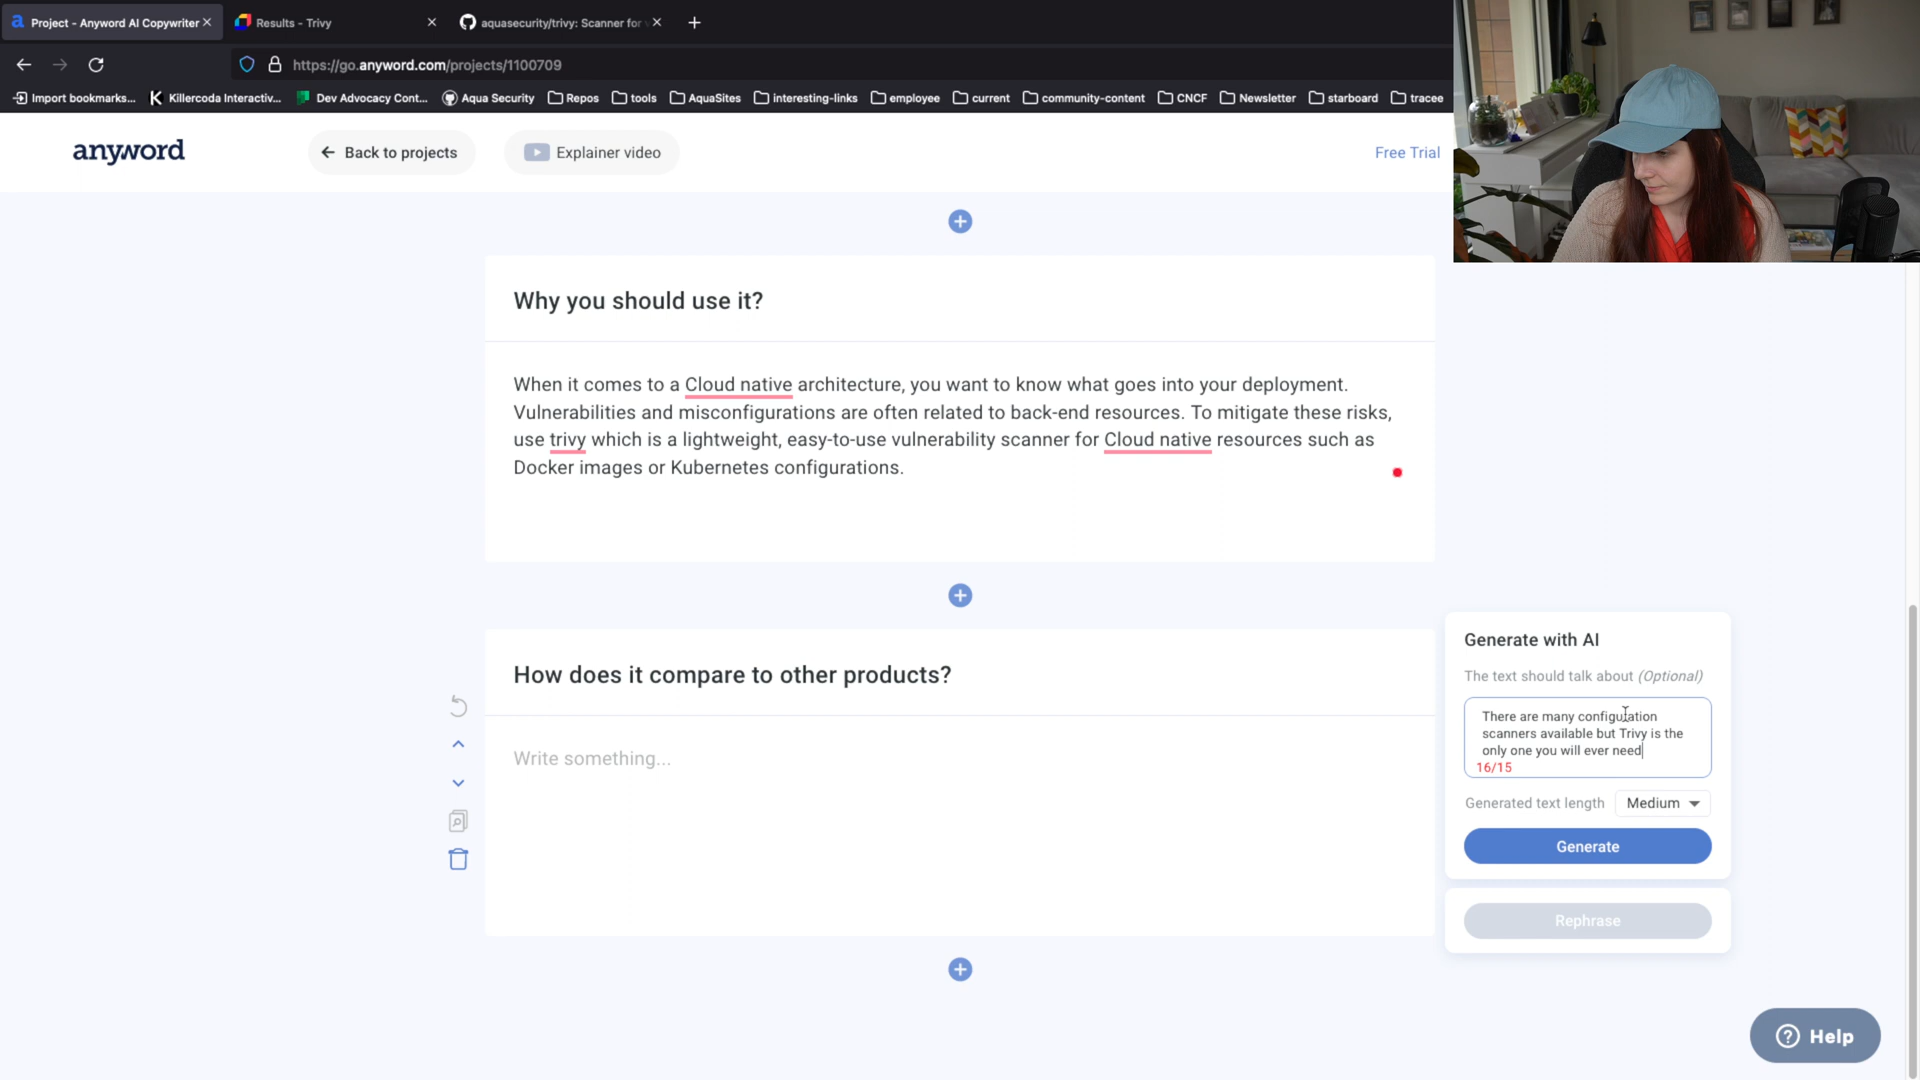 Project - Anyword AI Copywriter
Results - Trivy
aquasecurity/trivy: Scanner for
https://go.anyword.com/projects/1100709
Import bookmarks...
Killercoda Interactiv...
Dev Advocacy Cont...
Aqua Security
Repos
tools
AquaSites
interesting-links
employee
current
community-content
CNCF
Newsletter
starboard
tracee
anyword
Back to projects
Explainer video
Free Trial
Why you should use it?
When it comes to a Cloud native architecture, you want to know what goes into your deployment.
Vulnerabilities and misconfigurations are often related to back-end resources. To mitigate these risks,
use trivy which is a lightweight, easy-to-use vulnerability scanner for Cloud native resources such as
Docker images or Kubernetes configurations.
How does it compare to other products?
Write something...
Generate with AI
The text should talk about (Optional)
There are many configuration
scanners available but Trivy is the
only one you will ever need
16/15
Generated text length
Medium
Generate
Rephrase
Help